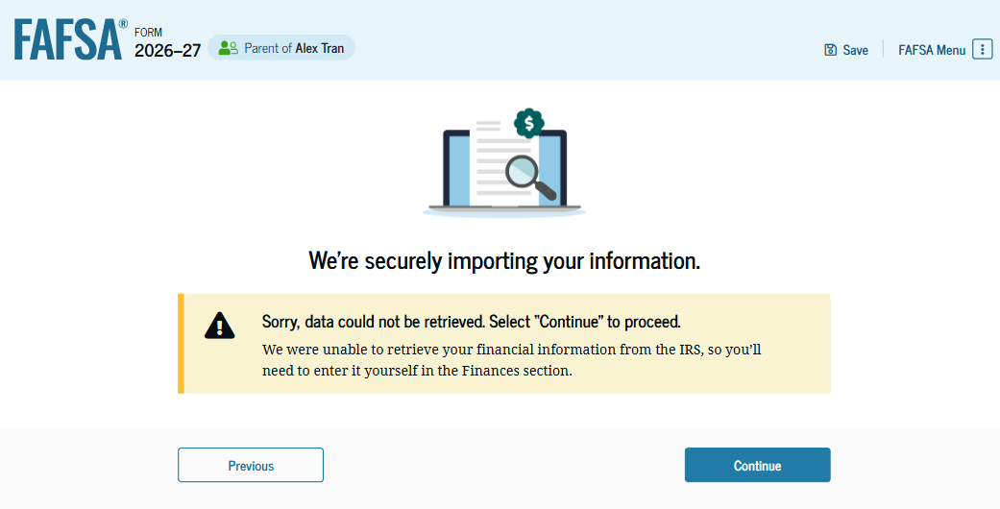 FAFSA® FORM
2026–27
Parent of Alex Tran
Save
FAFSA Menu
$
We're securely importing your information.
Sorry, data could not be retrieved. Select "Continue" to proceed.
We were unable to retrieve your financial information from the IRS, so you'll
need to enter it yourself in the Finances section.
Previous
Continue